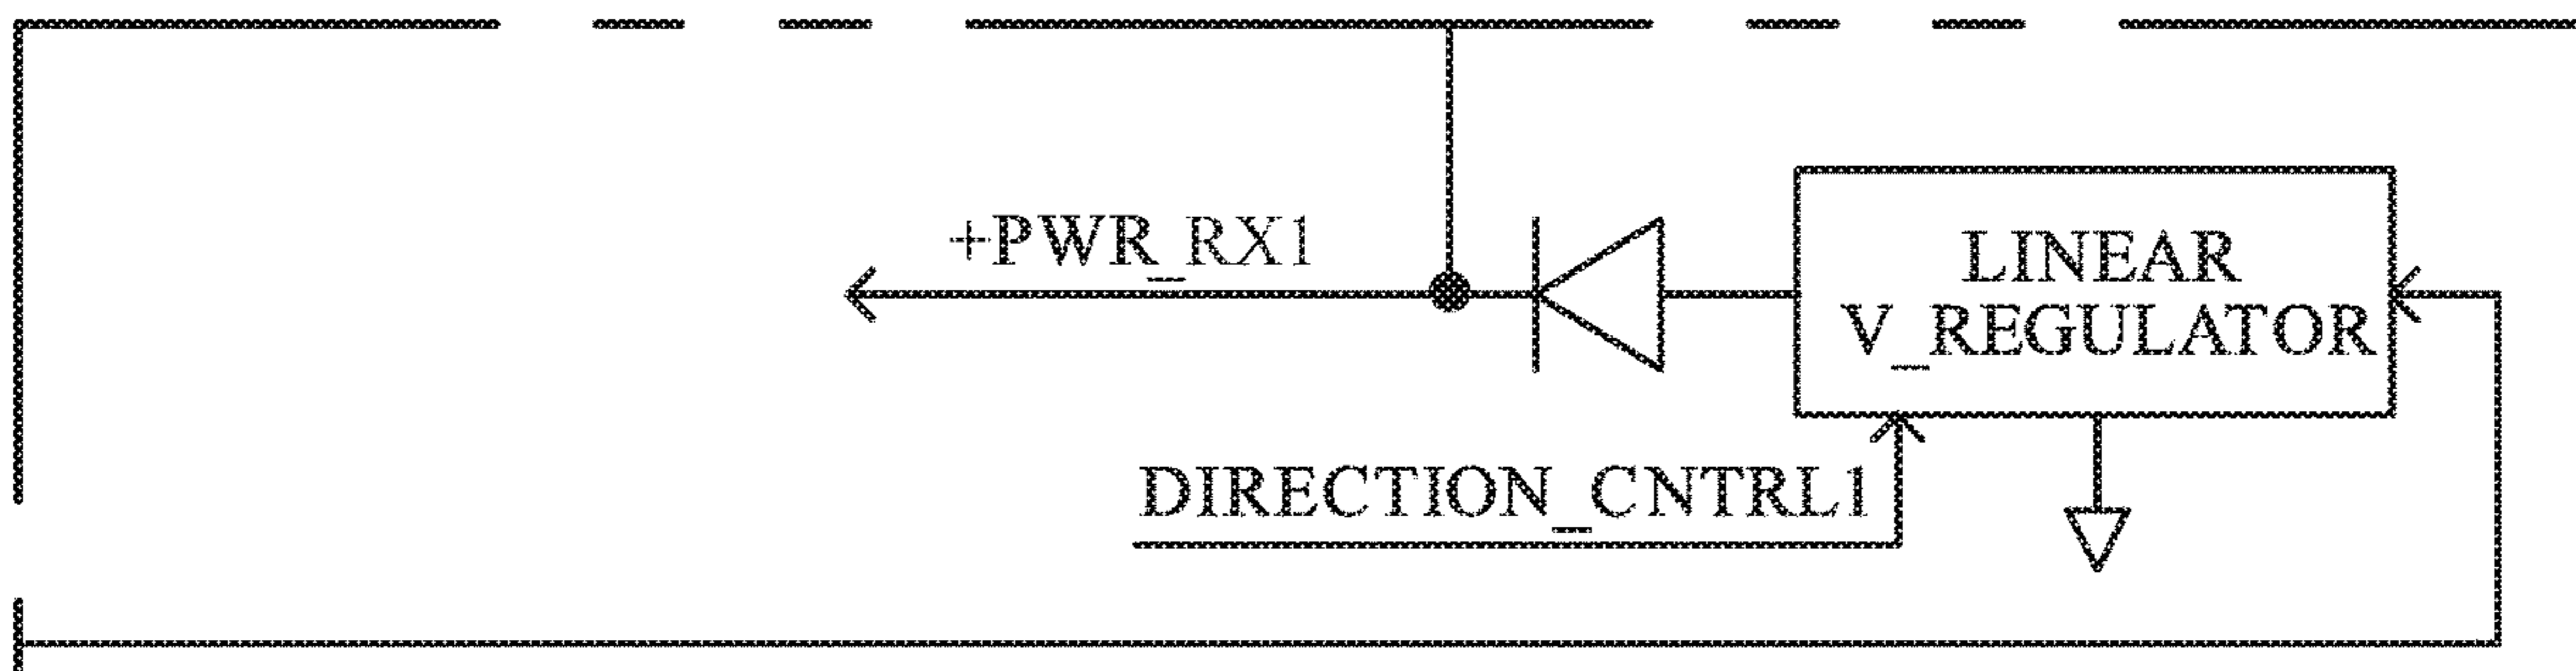 +PWR_RX1
LINEAR
V_REGULATOR
DIRECTION_CNTRL1